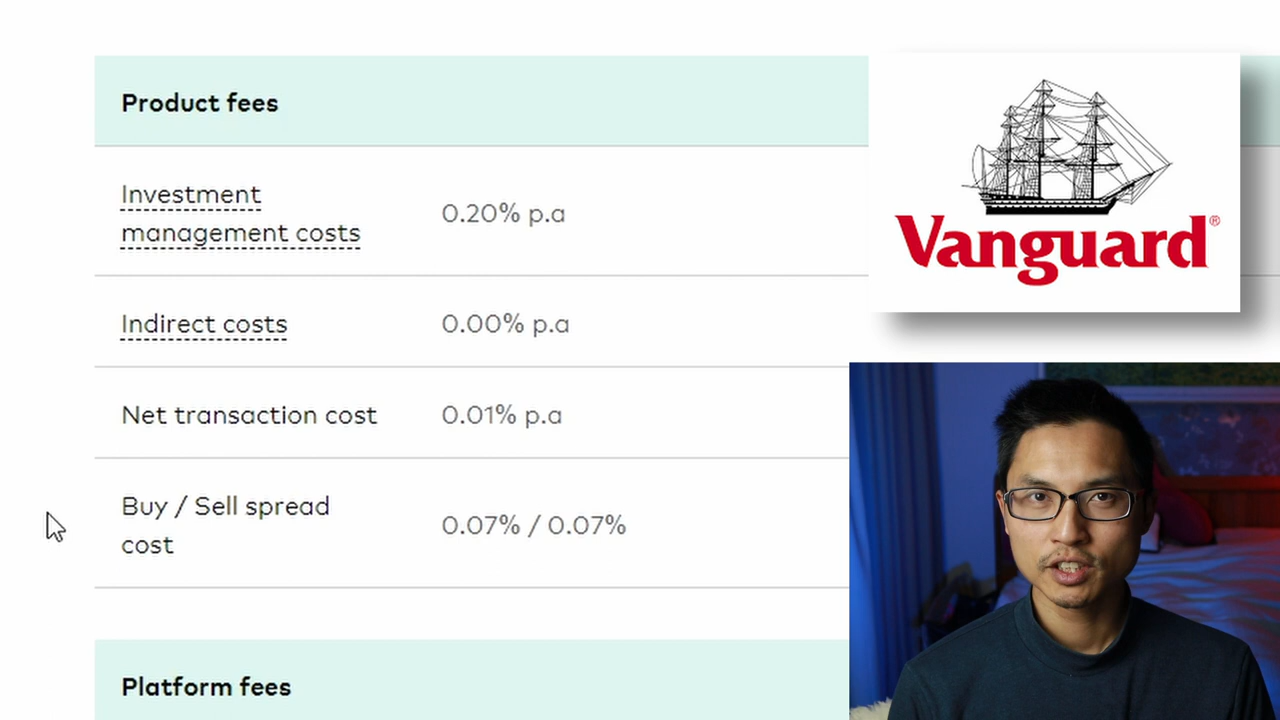 Product fees
Investment
management costs
0.20% p.a
Indirect costs
0.00% p.a
Net transaction cost
0.01% p.a
Buy / Sell spread
cost
0.07% / 0.07%
Platform fees
Vanguard®